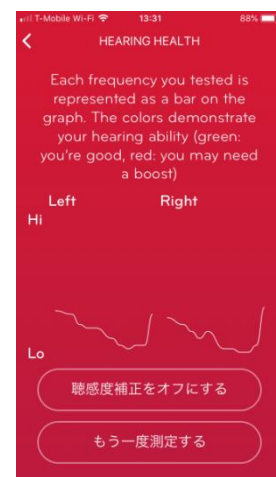 T-Mobile Wi-Fi 13:31 88%
HEARING HEALTH
Each frequency you tested is
represented as a bar on the
graph. The colors demonstrate
your hearing ability (green:
you're good, red: you may need
a boost)
Left Right
Hi
Lo
聴感度補正をオフにする
もう一度測定する